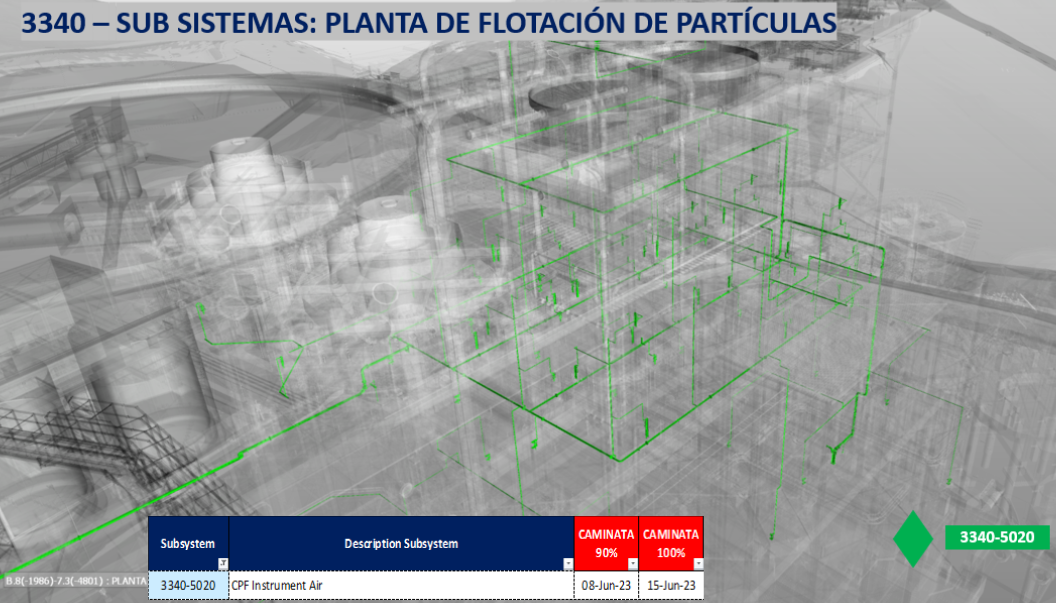 3340 – SUB SISTEMAS: PLANTA DE FLOTACIÓN DE PARTÍCULAS
3340-5020
Subsystem Description Subsystem CAMINATA 90% CAMINATA 100%
3340-5020 CPF Instrument Air 08-Jun-23 15-Jun-23
B.8(-1986)-7.3(-4801) : PLANTA